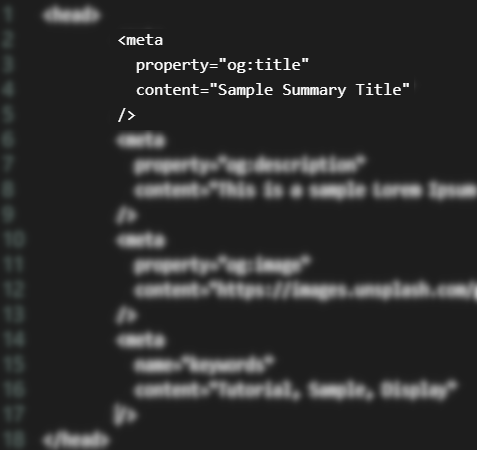 1 <head>
2 <meta
3 property="og:title"
4 content="Sample Summary Title"
5 />
6 <meta
7 property="og:description"
8 content="This is a sample Lorem Ipsum
9 />
10 <meta
11 property="og:image"
12 content="https://images.unsplash.com/
13 />
14 <meta
15 name="keywords"
16 content="Tutorial, Sample, Display"
17 />
18 </head>